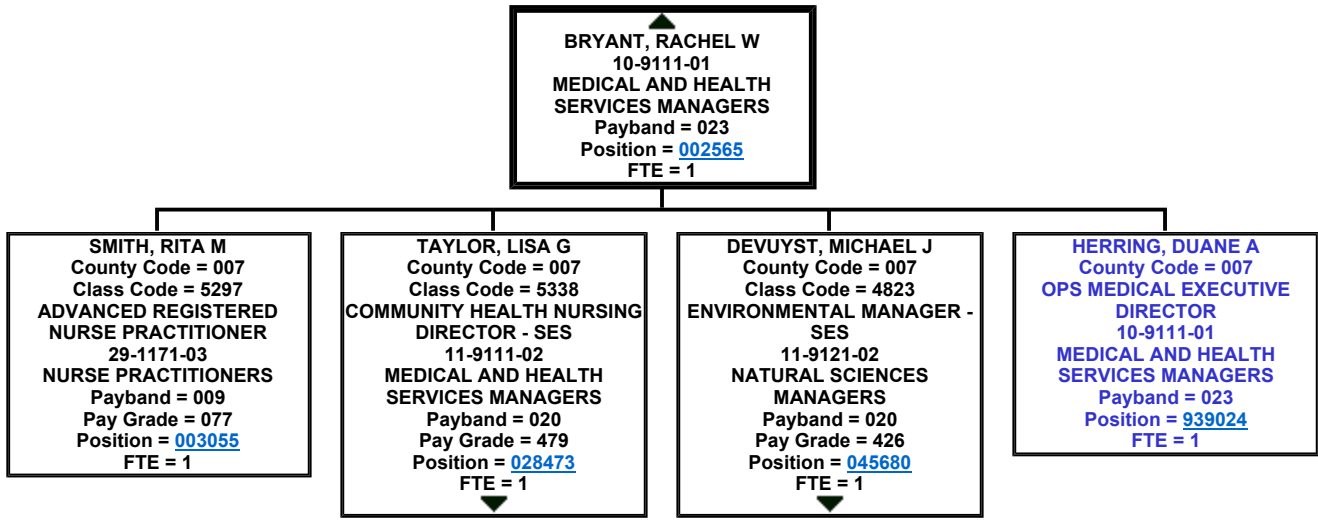 BRYANT, RACHEL W
10-9111-01
MEDICAL AND HEALTH
SERVICES MANAGERS
Payband = 023
Position = 002565
FTE = 1
SMITH, RITA M
County Code = 007
Class Code = 5297
ADVANCED REGISTERED
NURSE PRACTITIONER
29-1171-03
NURSE PRACTITIONERS
Payband = 009
Pay Grade = 077
Position = 003055
FTE = 1
TAYLOR, LISA G
County Code = 007
Class Code = 5338
COMMUNITY HEALTH NURSING
DIRECTOR - SES
11-9111-02
MEDICAL AND HEALTH
SERVICES MANAGERS
Payband = 020
Pay Grade = 479
Position = 028473
FTE = 1
DEVUYST, MICHAEL J
County Code = 007
Class Code = 4823
ENVIRONMENTAL MANAGER -
SES
11-9121-02
NATURAL SCIENCES
MANAGERS
Payband = 020
Pay Grade = 426
Position = 045680
FTE = 1
HERRING, DUANE A
County Code = 007
OPS MEDICAL EXECUTIVE
DIRECTOR
10-9111-01
MEDICAL AND HEALTH
SERVICES MANAGERS
Payband = 023
Position = 939024
FTE = 1